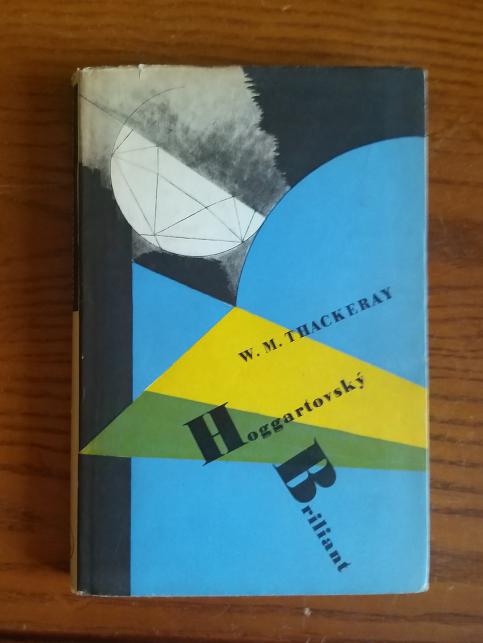 W. M. THACKERAY
Hoggartovský
Briliant